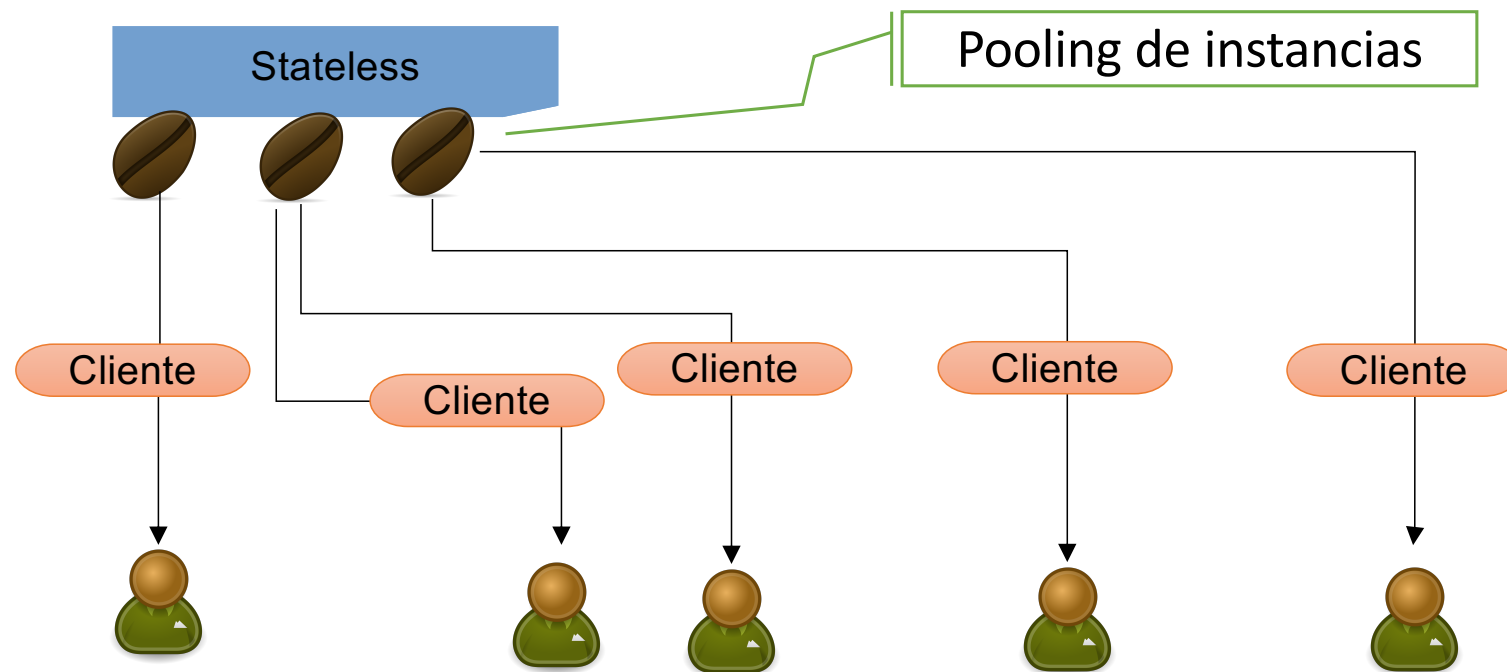 Stateless
Pooling de instancias
Cliente
Cliente
Cliente
Cliente
Cliente